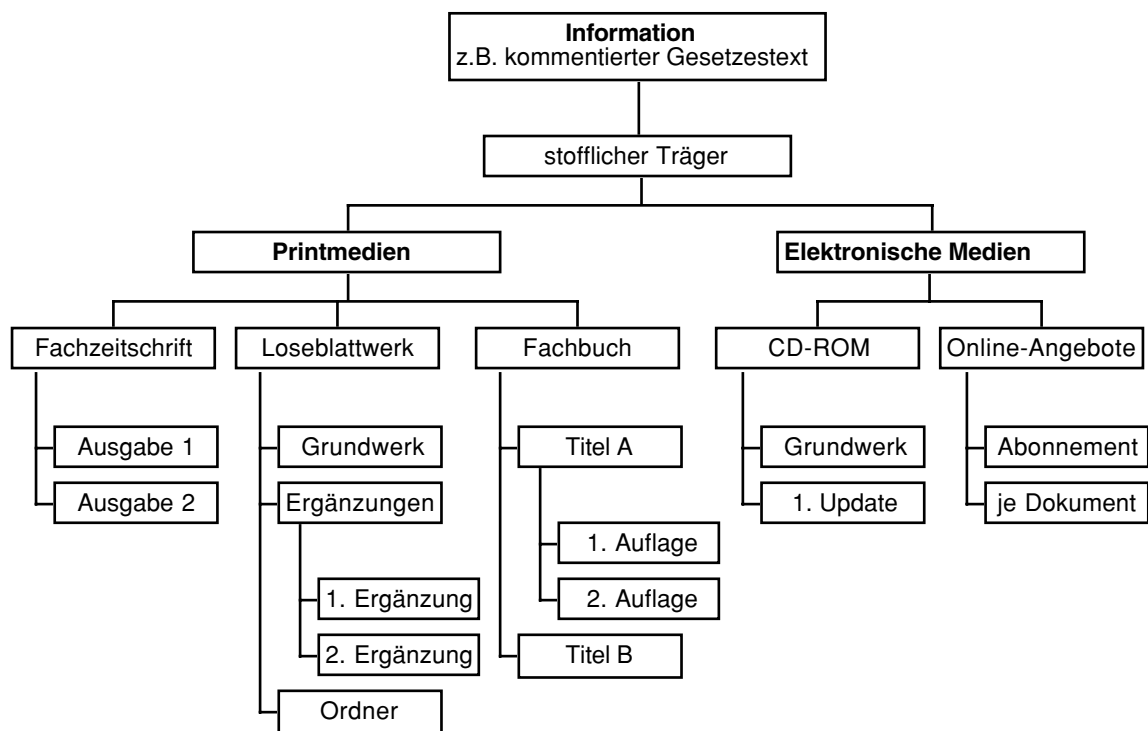 Information
z.B. kommentierter Gesetzestext
stofflicher Träger
Printmedien
Elektronische Medien
Fachzeitschrift
Loseblattwerk
Fachbuch
CD-ROM
Online-Angebote
Ausgabe 1
Grundwerk
Titel A
Grundwerk
Abonnement
Ausgabe 2
Ergänzungen
1. Update
je Dokument
1. Auflage
1. Ergänzung
2. Auflage
2. Ergänzung
Titel B
Ordner